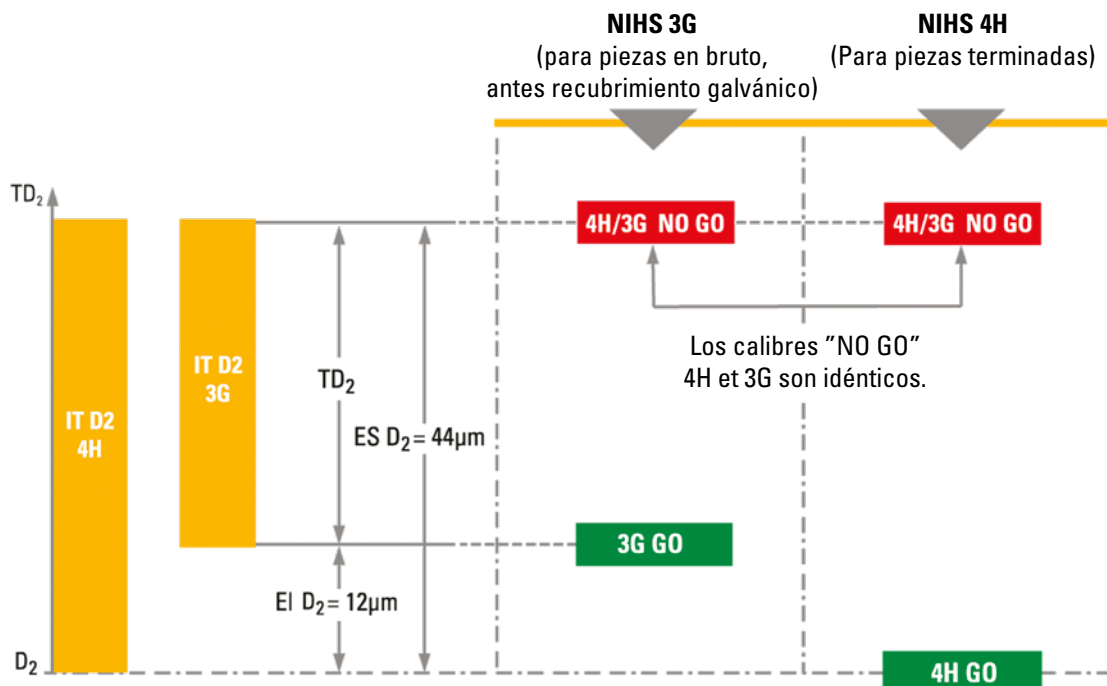 NIHS 3G
(para piezas en bruto,
antes recubrimiento galvánico)
NIHS 4H
(Para piezas terminadas)
TD2
4H/3G NO GO
4H/3G NO GO
Los calibres ”NO GO”
4H et 3G son idénticos.
IT D2
3G
TD2
IT D2
4H
ES D2 = 44µm
3G GO
EI D2 = 12µm
D2
4H GO